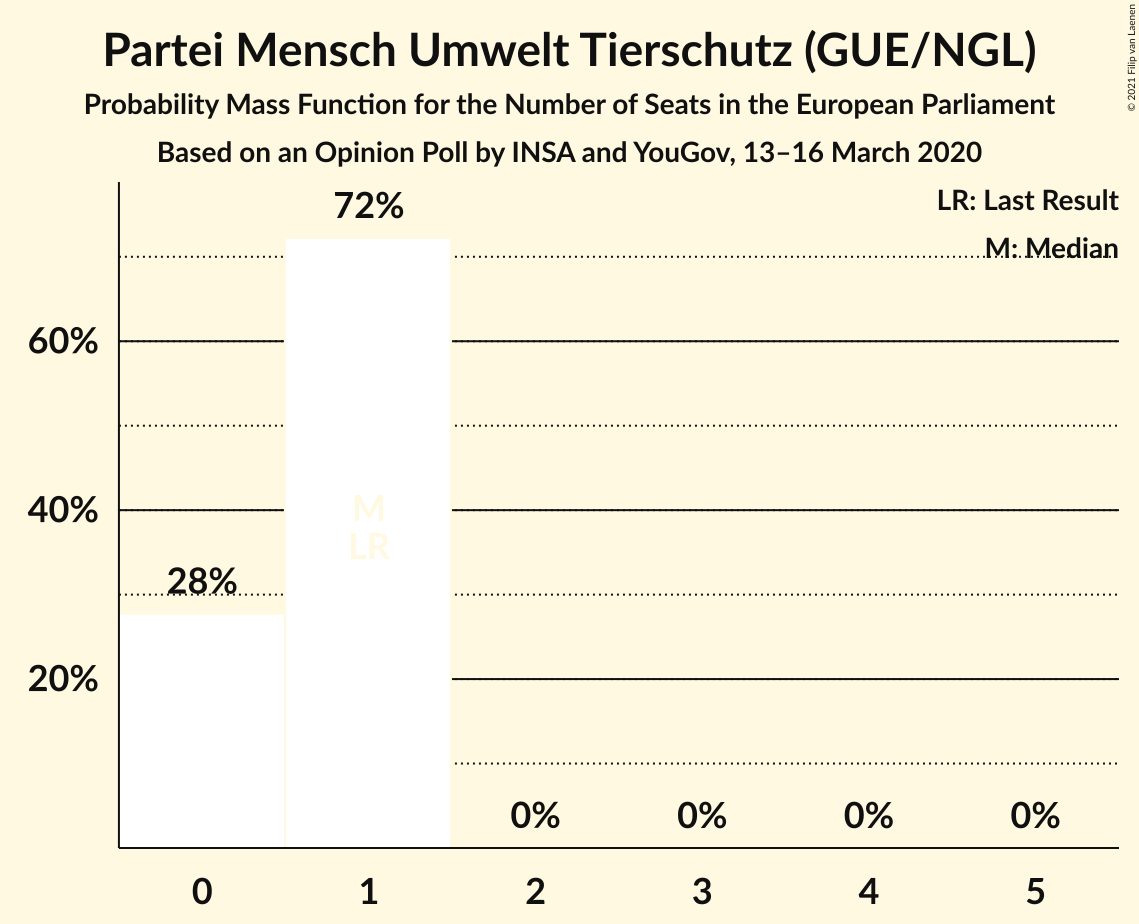 Partei Mensch Umwelt Tierschutz (GUE/NGL)
Probability Mass Function for the Number of Seats in the European Parliament
Based on an Opinion Poll by INSA and YouGov, 13–16 March 2020
© 2021 Filip van Laenen
LR: Last Result
M: Median
72%
60%
M
40%
LR
28%
20%
0% 0% 0% 0%
0 1 2 3 4 5